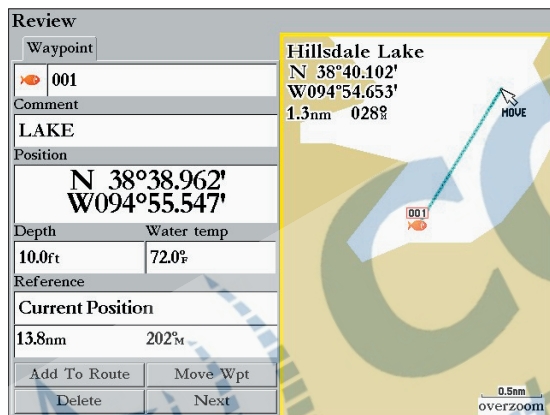 Review
Waypoint
001
Comment
LAKE
Position
N 38°38.962'
W094°55.547'
Depth Water temp
10.0ft 72.0°F
Reference
Current Position
13.8nm 202°M
Add To Route Move Wpt
Delete Next
Hillsdale Lake
N 38°40.102'
W094°54.653'
1.3nm 028°M
MOVE
001
0.5nm
overzoom